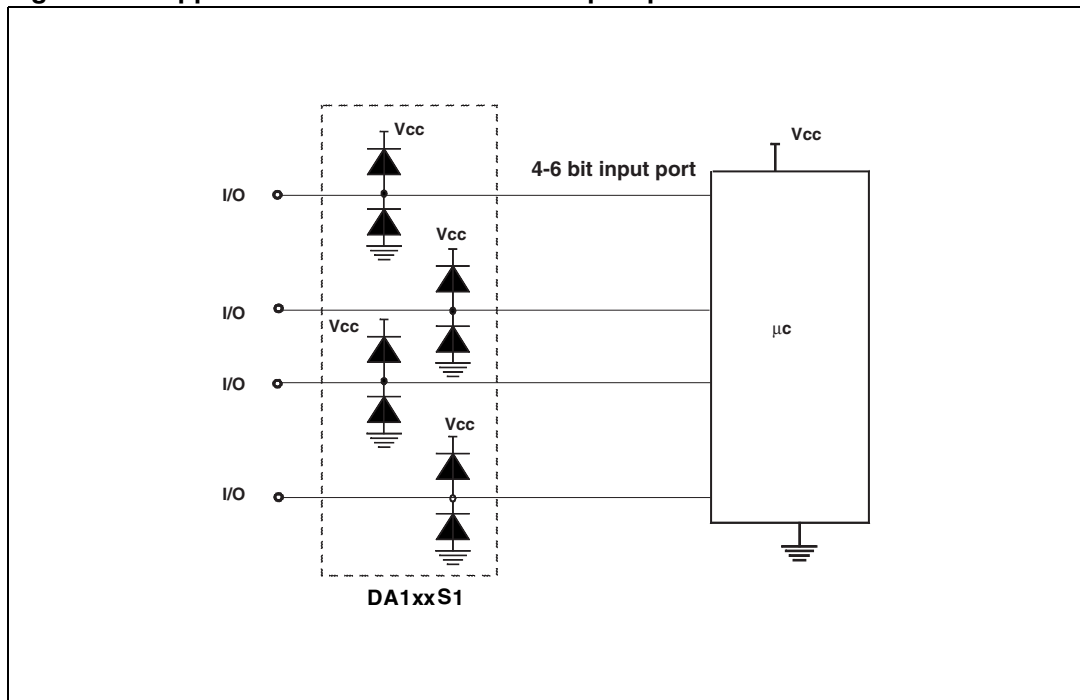 Vcc
4-6 bit input port
Vcc
I/O
Vcc
I/O
Vcc
µc
I/O
Vcc
I/O
DA1xxS1